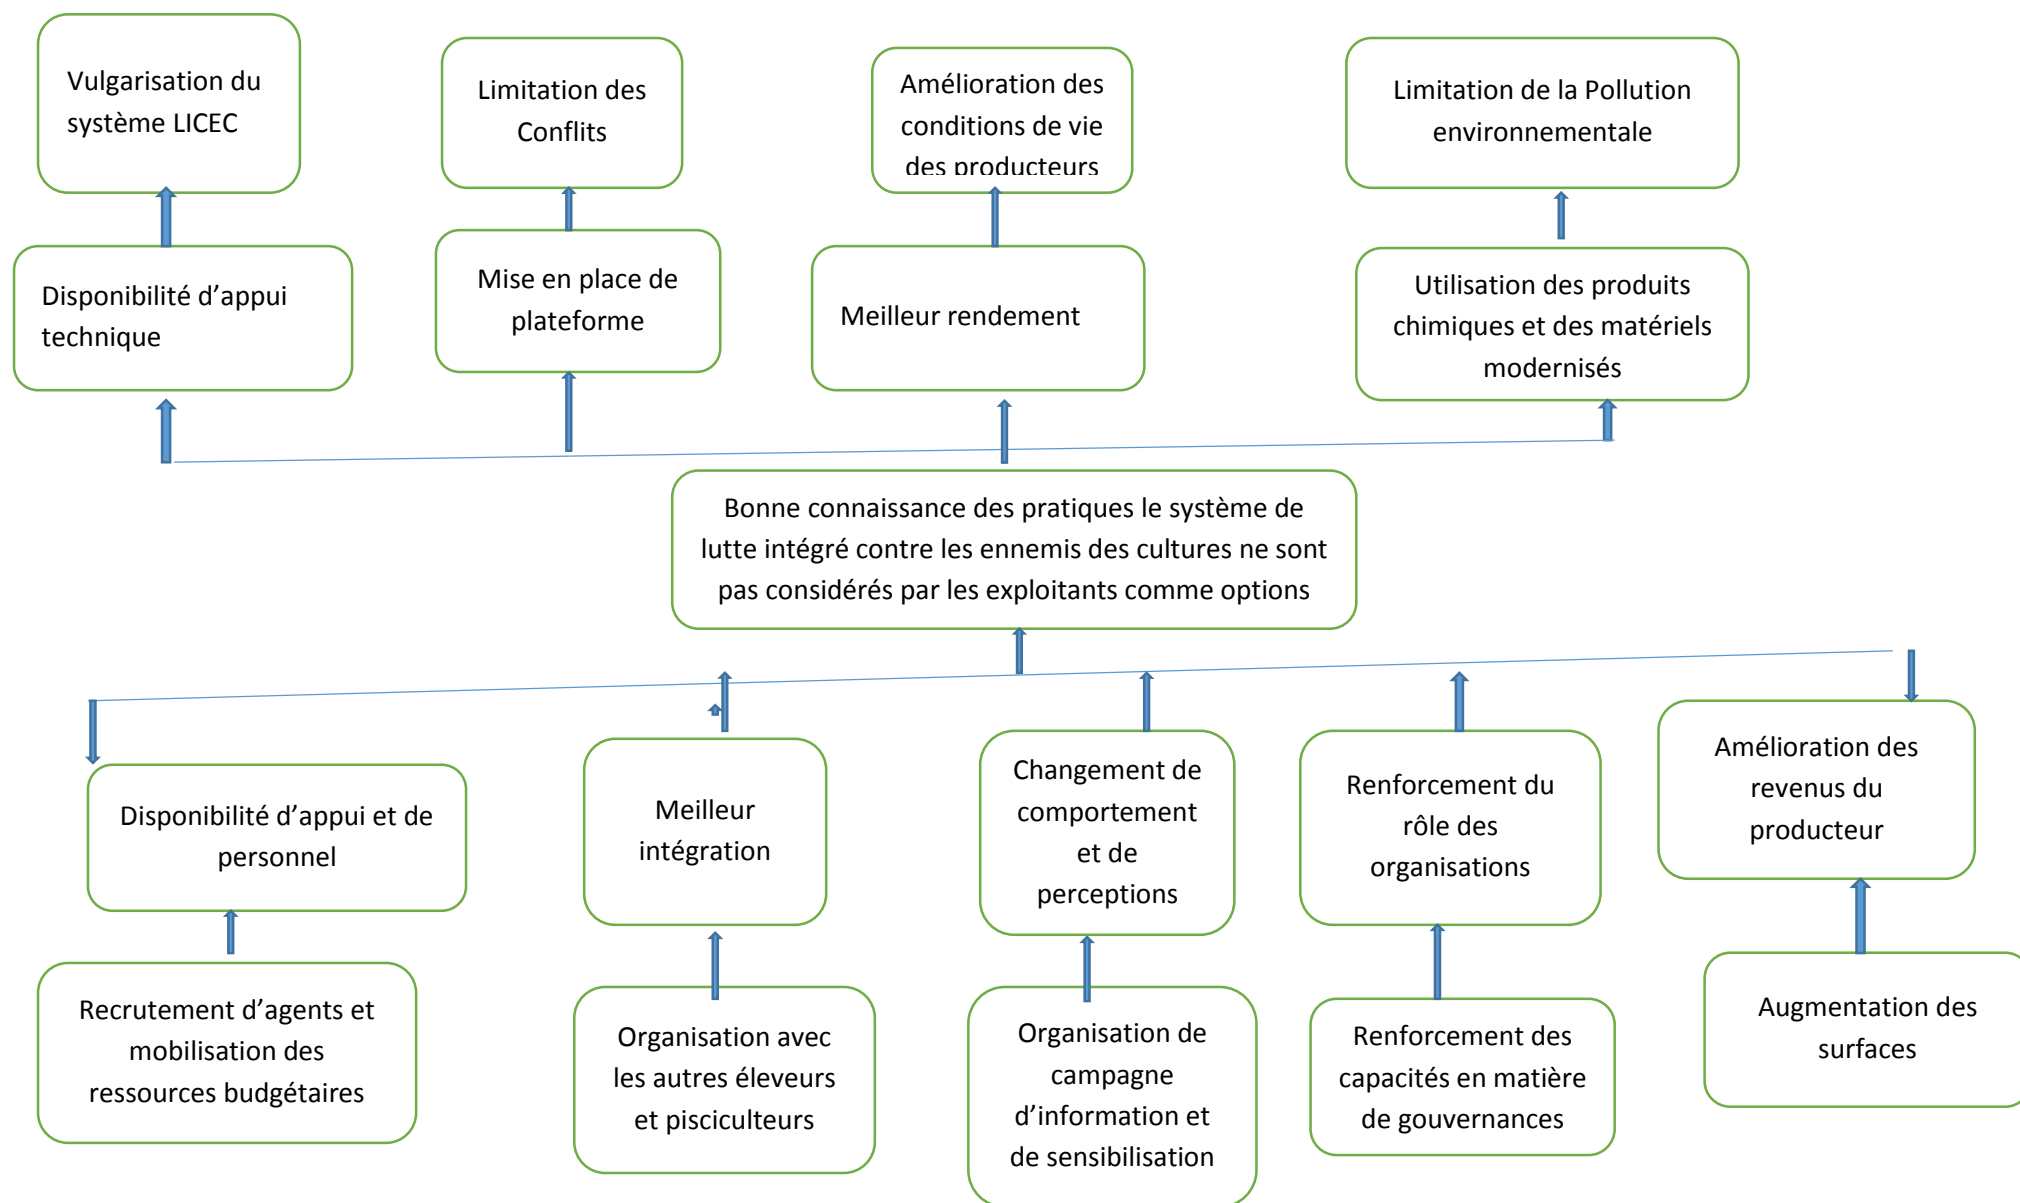 Vulgarisation du
système LICEC
Limitation des
Conflits
Amélioration des
conditions de vie
des producteurs
Limitation de la Pollution
environnementale
Disponibilité d’appui
technique
Mise en place de
plateforme
Meilleur rendement
Utilisation des produits
chimiques et des matériels
modernisés
Bonne connaissance des pratiques le système de
lutte intégré contre les ennemis des cultures ne sont
pas considérés par les exploitants comme options
Disponibilité d’appui et de
personnel
Meilleur
intégration
Changement de
comportement
et de
perceptions
Renforcement du
rôle des
organisations
Amélioration des
revenus du
producteur
Recrutement d’agents et
mobilisation des
ressources budgétaires
Organisation avec
les autres éleveurs
et pisciculteurs
Organisation de
campagne
d’information et
de sensibilisation
Renforcement des
capacités en matière
de gouvernances
Augmentation des
surfaces